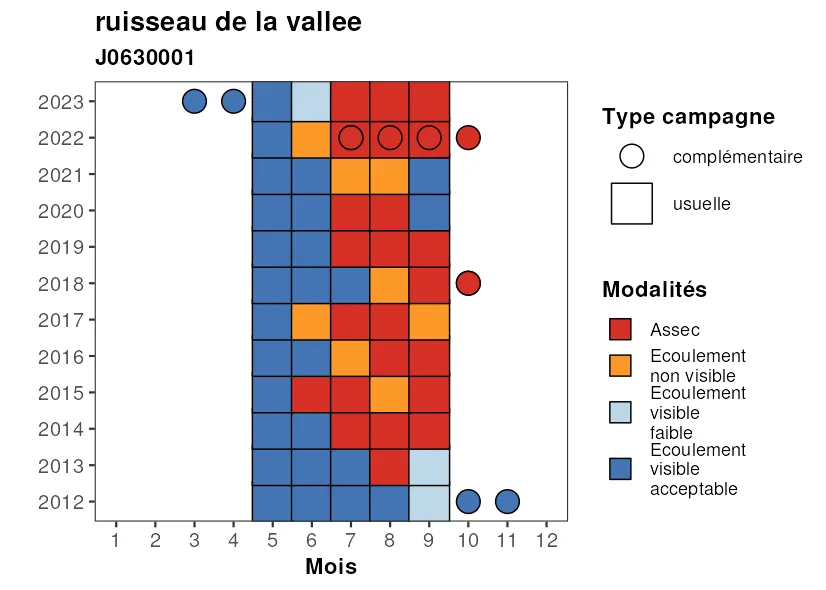 ruisseau de la vallee
J0630001
2023
2022
2021
2020
2019
2018
2017
2016
2015
2014
2013
2012
1 2 3 4 5 6 7 8 9 10 11 12
Mois
Type campagne
complémentaire
usuelle
Modalités
Assec
Ecoulement
non visible
Ecoulement
visible
faible
Ecoulement
visible
acceptable